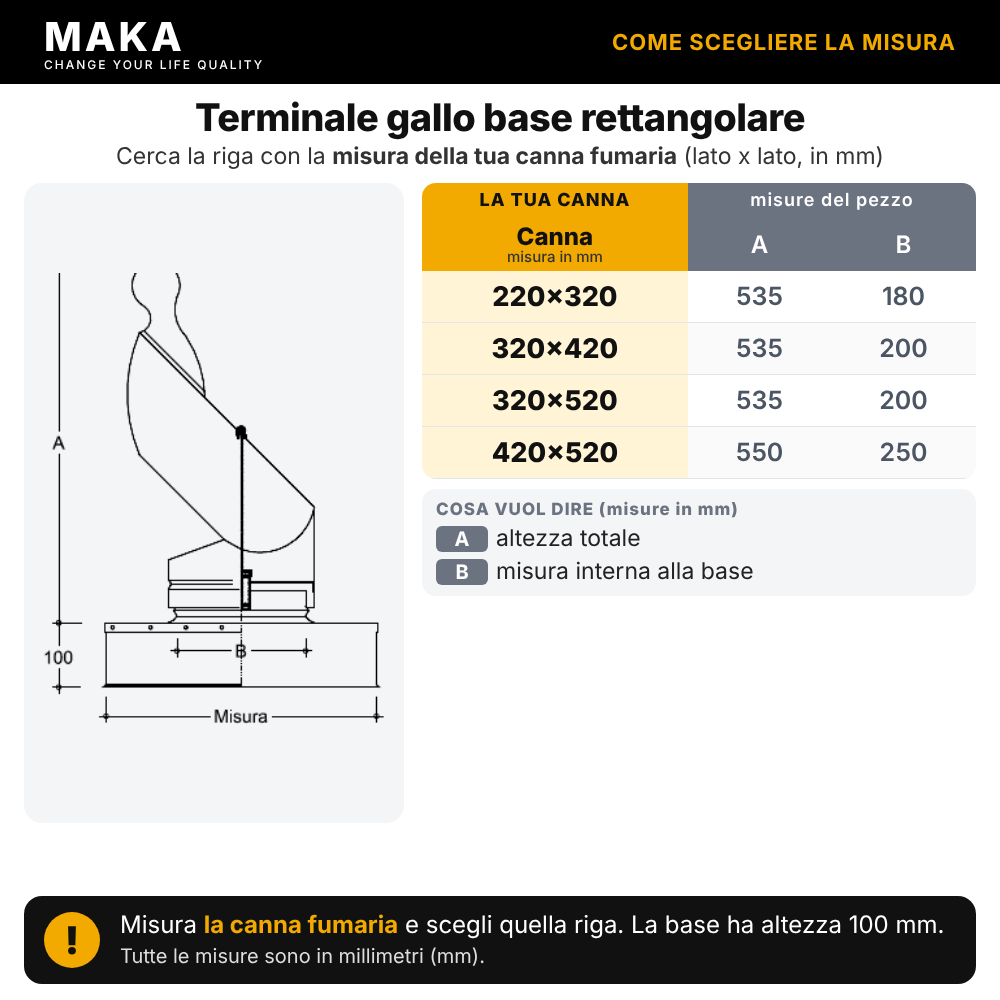 MAKA
CHANGE YOUR LIFE QUALITY
COME SCEGLIERE LA MISURA
Terminale gallo base rettangolare
Cerca la riga con la misura della tua canna fumaria (lato x lato, in mm)
A
100
B
Misura
LA TUA CANNA misure del pezzo
Canna A B
misura in mm
220×320 535 180
320×420 535 200
320×520 535 200
420×520 550 250
COSA VUOL DIRE (misure in mm)
A altezza totale
B misura interna alla base
! Misura la canna fumaria e scegli quella riga. La base ha altezza 100 mm.
Tutte le misure sono in millimetri (mm).